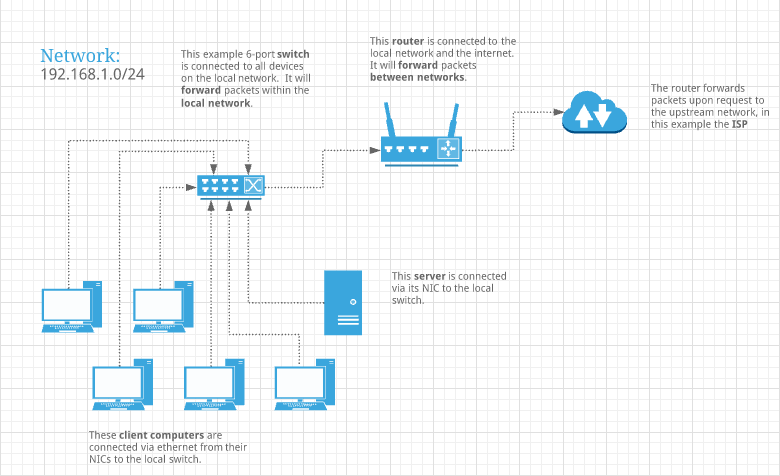 Network:
192.168.1.0/24
This example 6-port switch
is connected to all devices
on the local network. It will
forward packets within the
local network.
This router is connected to the
local network and the internet.
It will forward packets
between networks.
The router forwards
packets upon request to
the upstream network, in
this example the ISP
This server is connected
via its NIC to the local
switch.
These client computers are
connected via ethernet from their
NICs to the local switch.